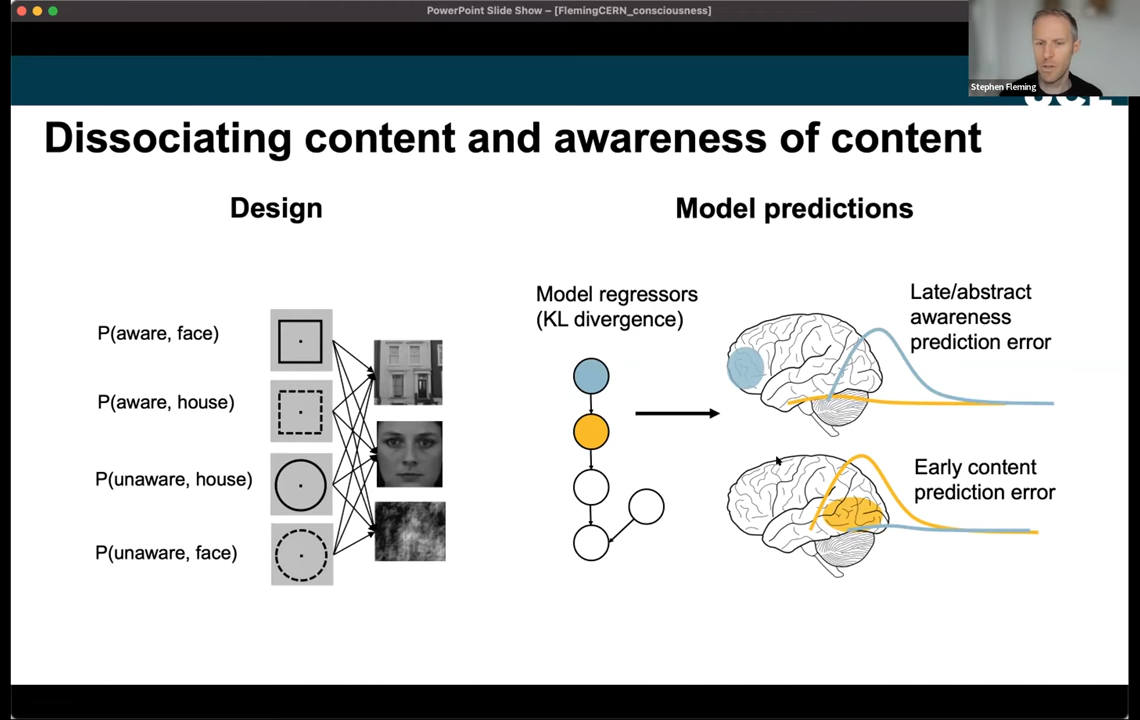 PowerPoint Slide Show – [FlemingCERN_consciousness]
Stephen Fleming
Dissociating content and awareness of content
Design
P(aware, face)
P(aware, house)
P(unaware, house)
P(unaware, face)
Model predictions
Model regressors
(KL divergence)
Late/abstract
awareness
prediction error
Early content
prediction error